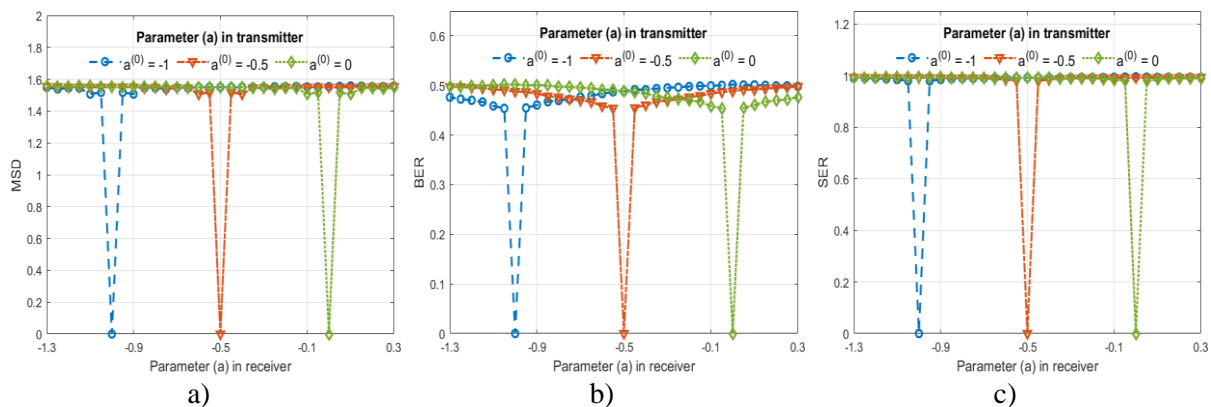 2
1.8
1.6
1.4
1.2
1
0.8
0.6
0.4
0.2
0
MSD
Parameter (a) in transmitter
a(0) = -1 a(0) = -0.5 a(0) = 0
-1.3 -0.9 -0.5 -0.1 0.3
Parameter (a) in receiver
a)
0.6
0.5
0.4
0.3
0.2
0.1
0
BER
Parameter (a) in transmitter
a(0) = -1 a(0) = -0.5 a(0) = 0
-1.3 -0.9 -0.5 -0.1 0.3
Parameter (a) in receiver
b)
1.2
1
0.8
0.6
0.4
0.2
0
SER
Parameter (a) in transmitter
a(0) = -1 a(0) = -0.5 a(0) = 0
-1.3 -0.9 -0.5 -0.1 0.3
Parameter (a) in receiver
c)